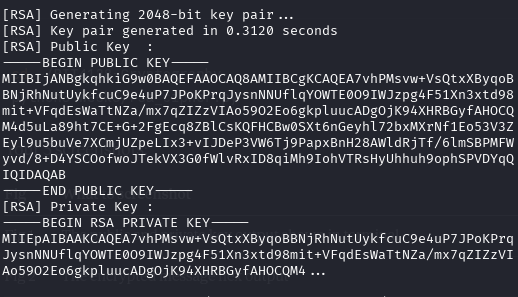 [RSA] Generating 2048-bit key pair...
[RSA] Key pair generated in 0.3120 seconds
[RSA] Public Key  :
-----BEGIN PUBLIC KEY-----
MIIBIjANBgkqhkiG9w0BAQEFAAOCAQ8AMIIBCgKCAQEA7vhPMsvw+VsQtxXByqoB
BNjRhNutUykfcuC9e4uP7JPoKPrqJysnNNUflqYOWTE0O9IWJzpg4F51Xn3xtd98
mit+VFqdEsWaTtNZa/mx7qZIZzVIAo59O2Eo6gkpluucADgOjK94XHRBGyfAHOCQ
M4d5uLa89ht7CE+G+2FgEcq8ZBlCsKQFHCBw0SXt6nGeyhl72bxMXrNf1Eo53V3Z
Eyl9u5buVe7XCmjUZpeLIx3+vIJDeP3VW6Tj9PapxBnH28AWldRjTf/6lmSBPMFW
yvd/8+D4YSCOofwoJTekVX3G0fWlvRxID8qiMh9IohVTRsHyUhhuh9ophSPVDYqQ
IQIDAQAB
-----END PUBLIC KEY-----
[RSA] Private Key :
-----BEGIN RSA PRIVATE KEY-----
MIIEpAIBAAKCAQEA7vhPMsvw+VsQtxXByqoBBNjRhNutUykfcuC9e4uP7JPoKPrq
JysnNNUflqYOWTE0O9IWJzpg4F51Xn3xtd98mit+VFqdEsWaTtNZa/mx7qZIZzVI
Ao59O2Eo6gkpluucADgOjK94XHRBGyfAHOCQM4...